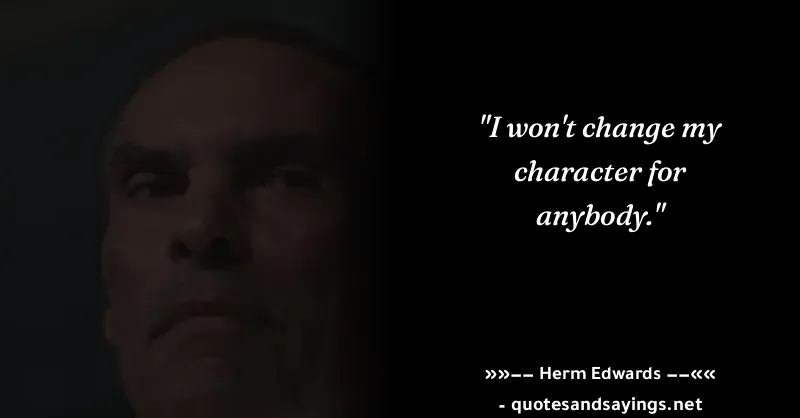 "I won't change my
character for
anybody."
»»−− Herm Edwards −−««
- quotesandsayings.net